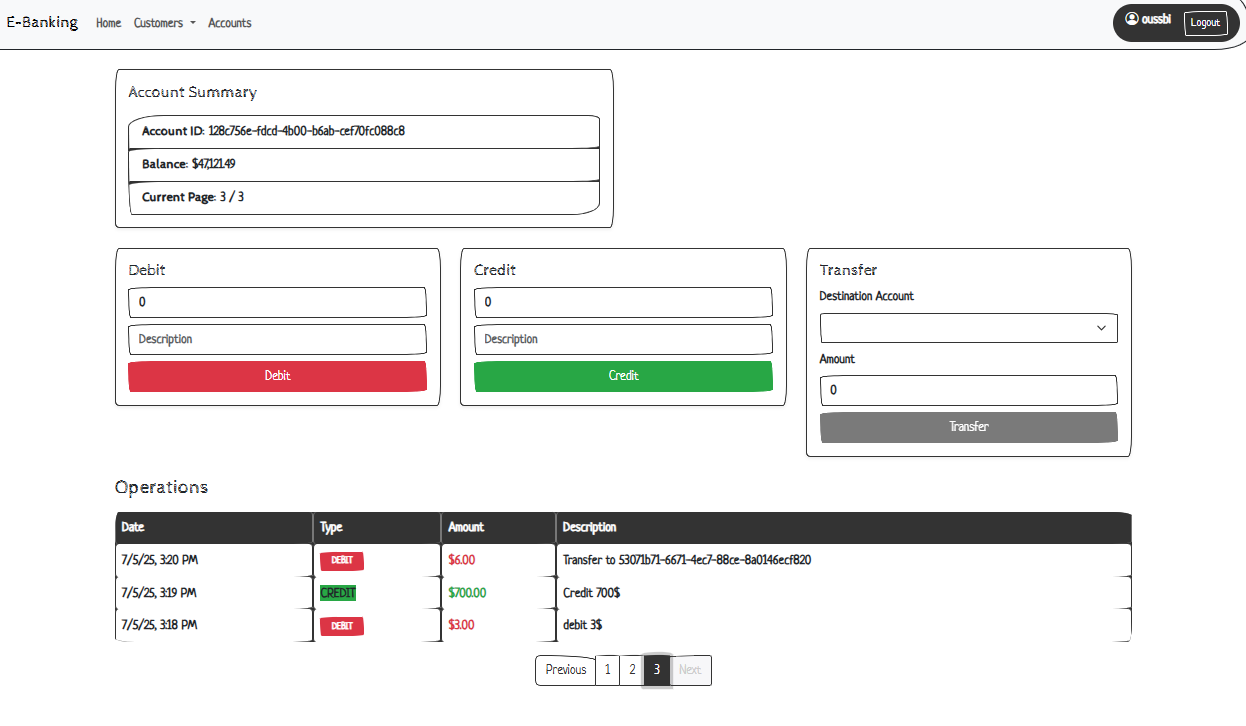 E-Banking Home Customers Accounts oussbi Logout
Account Summary
Account ID: 128c756e-fdcd-4b00-b6ab-cef70fc088c8
Balance: $47,121.49
Current Page: 3 / 3
Debit
0
Description
Debit
Credit
0
Description
Credit
Transfer
Destination Account
Amount
0
Transfer
Operations
Date Type Amount Description
7/5/25, 3:20 PM DEBIT $6.00 Transfer to 53071b71-6671-4ec7-88ce-8a0146ecf820
7/5/25, 3:19 PM CREDIT $700.00 Credit 700$
7/5/25, 3:18 PM DEBIT $3.00 debit 3$
Previous 1 2 3 Next